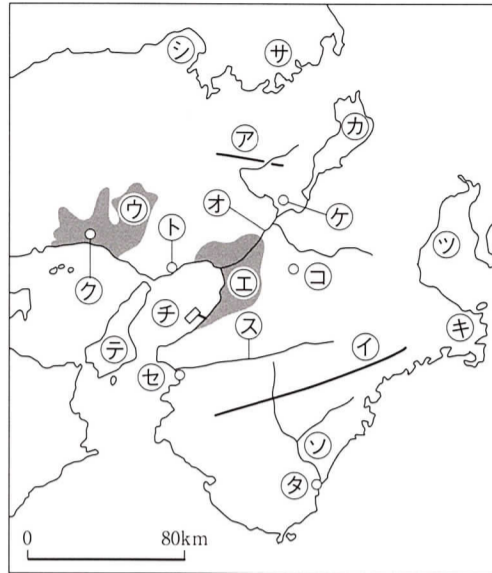 シ
サ
カ
ア
オ
ケ
ウ
ト
ツ
エ
コ
ク
チ
ス
イ
キ
テ
セ
ソ
タ
0
80km